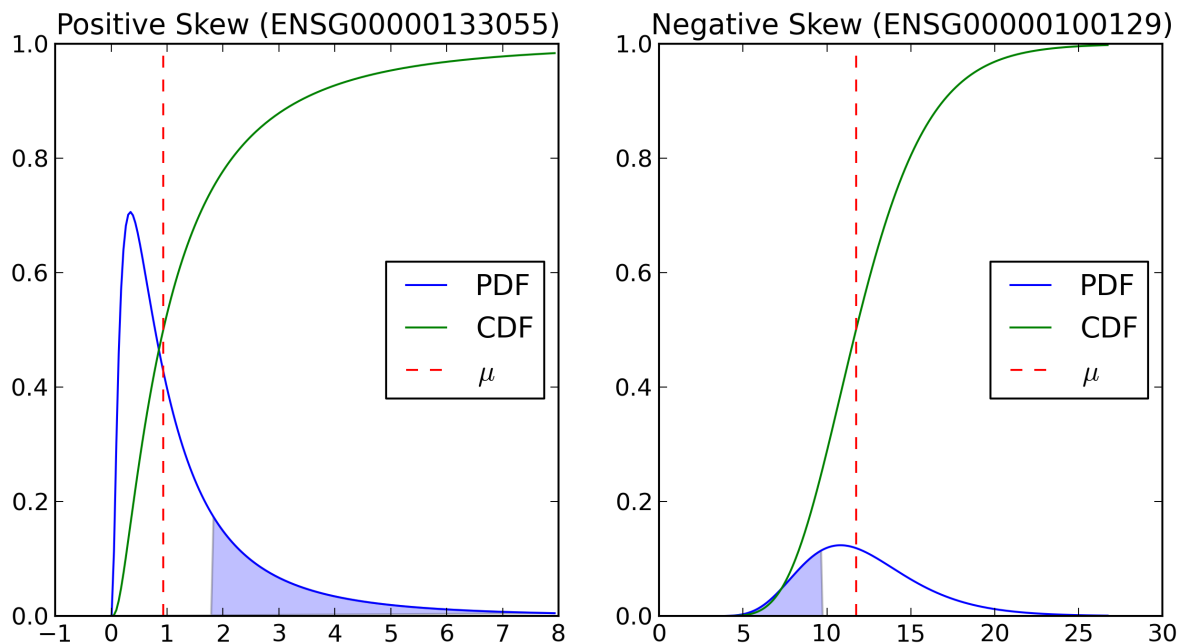 Positive Skew (ENSG00000133055)
1.0
0.8
0.6
0.4
0.2
0.0
−1 0 1 2 3 4 5 6 7 8
PDF
CDF
μ
Negative Skew (ENSG00000100129)
1.0
0.8
0.6
0.4
0.2
0.0
0 5 10 15 20 25 30
PDF
CDF
μ